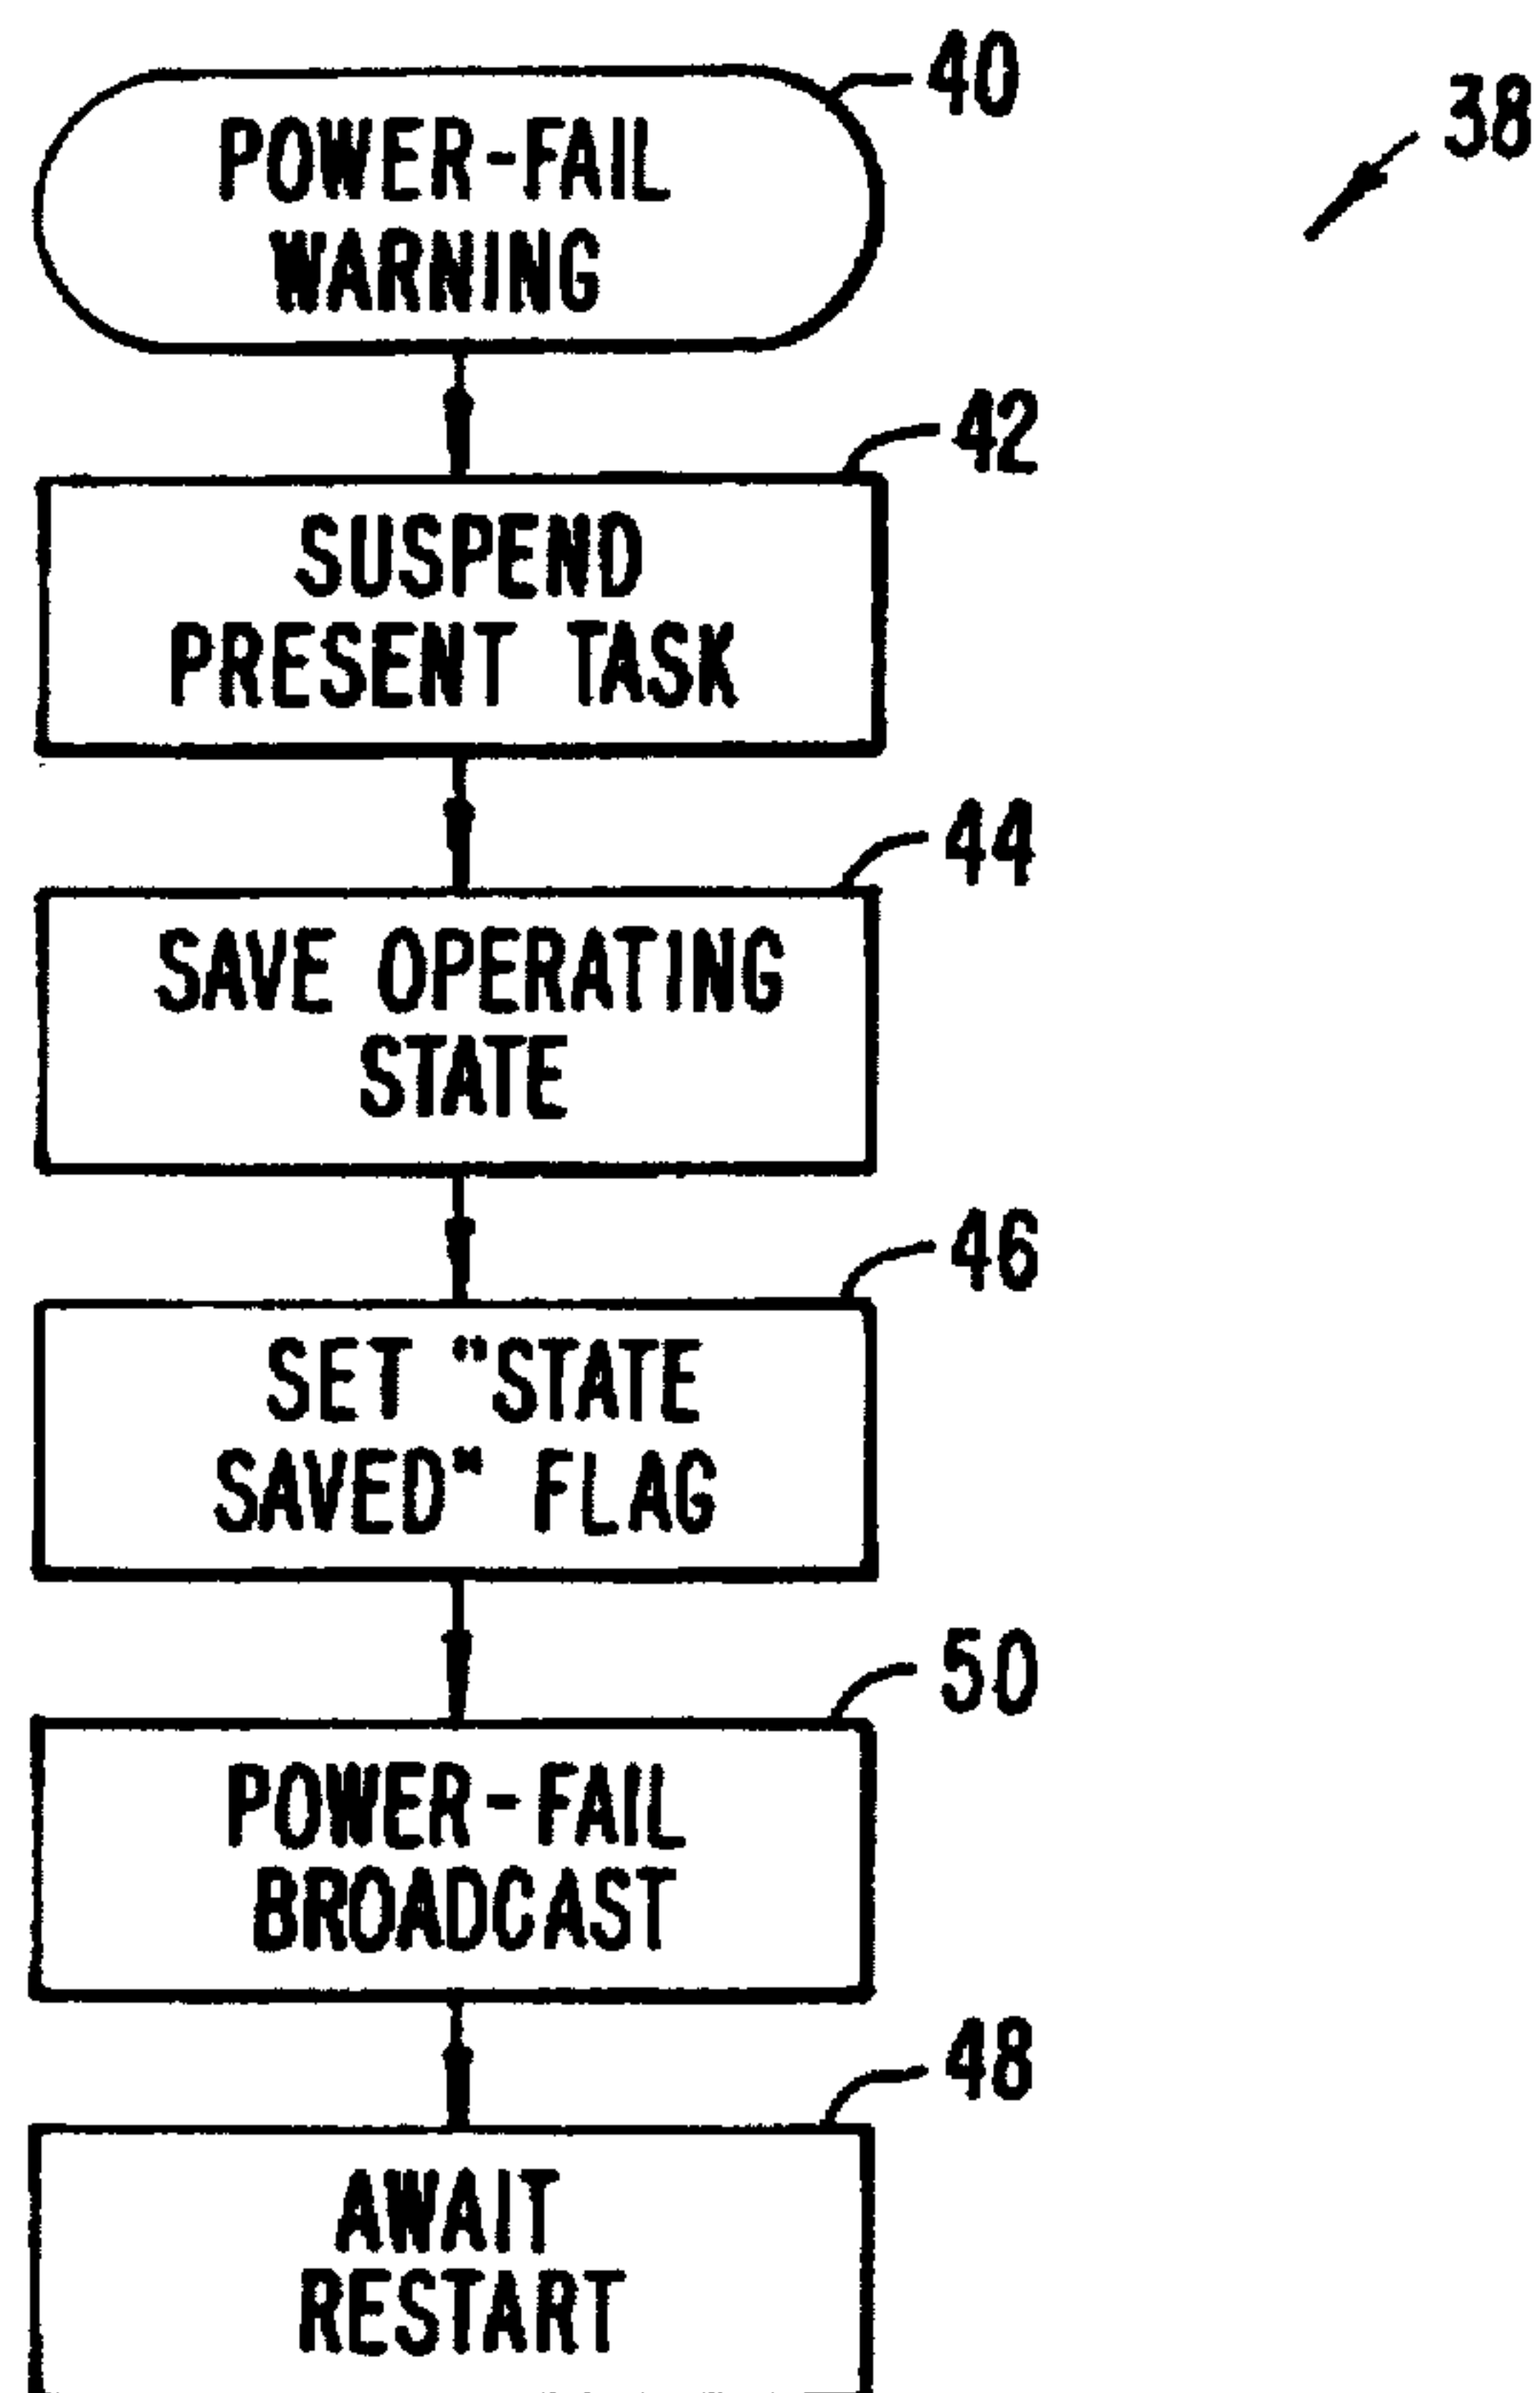 40
38
POWER-FAIL
WARNING
42
SUSPEND
PRESENT TASK
44
SAVE OPERATING
STATE
46
SET "STATE
SAVED" FLAG
50
POWER-FAIL
BROADCAST
48
AWAIT
RESTART